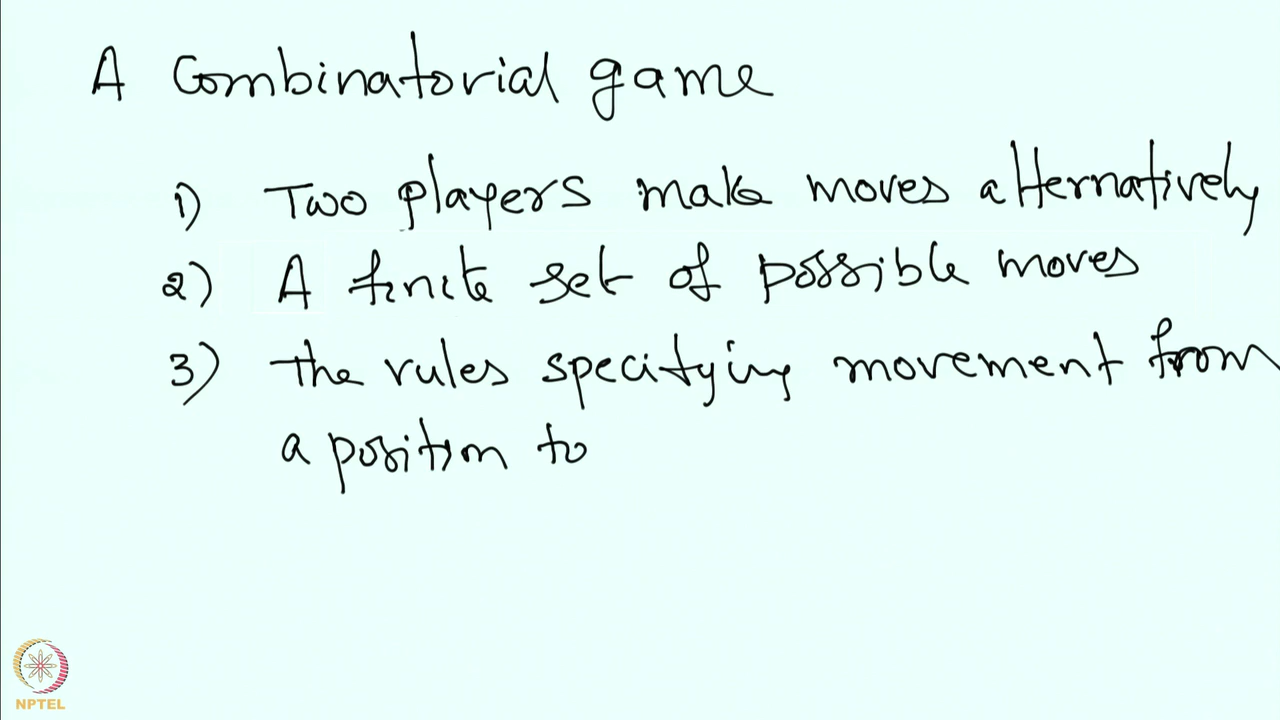 A Combinatorial game
1) Two players make moves alternatively
2) A finite set of possible moves
3) the rules specifying movement from
a position to
NPTEL